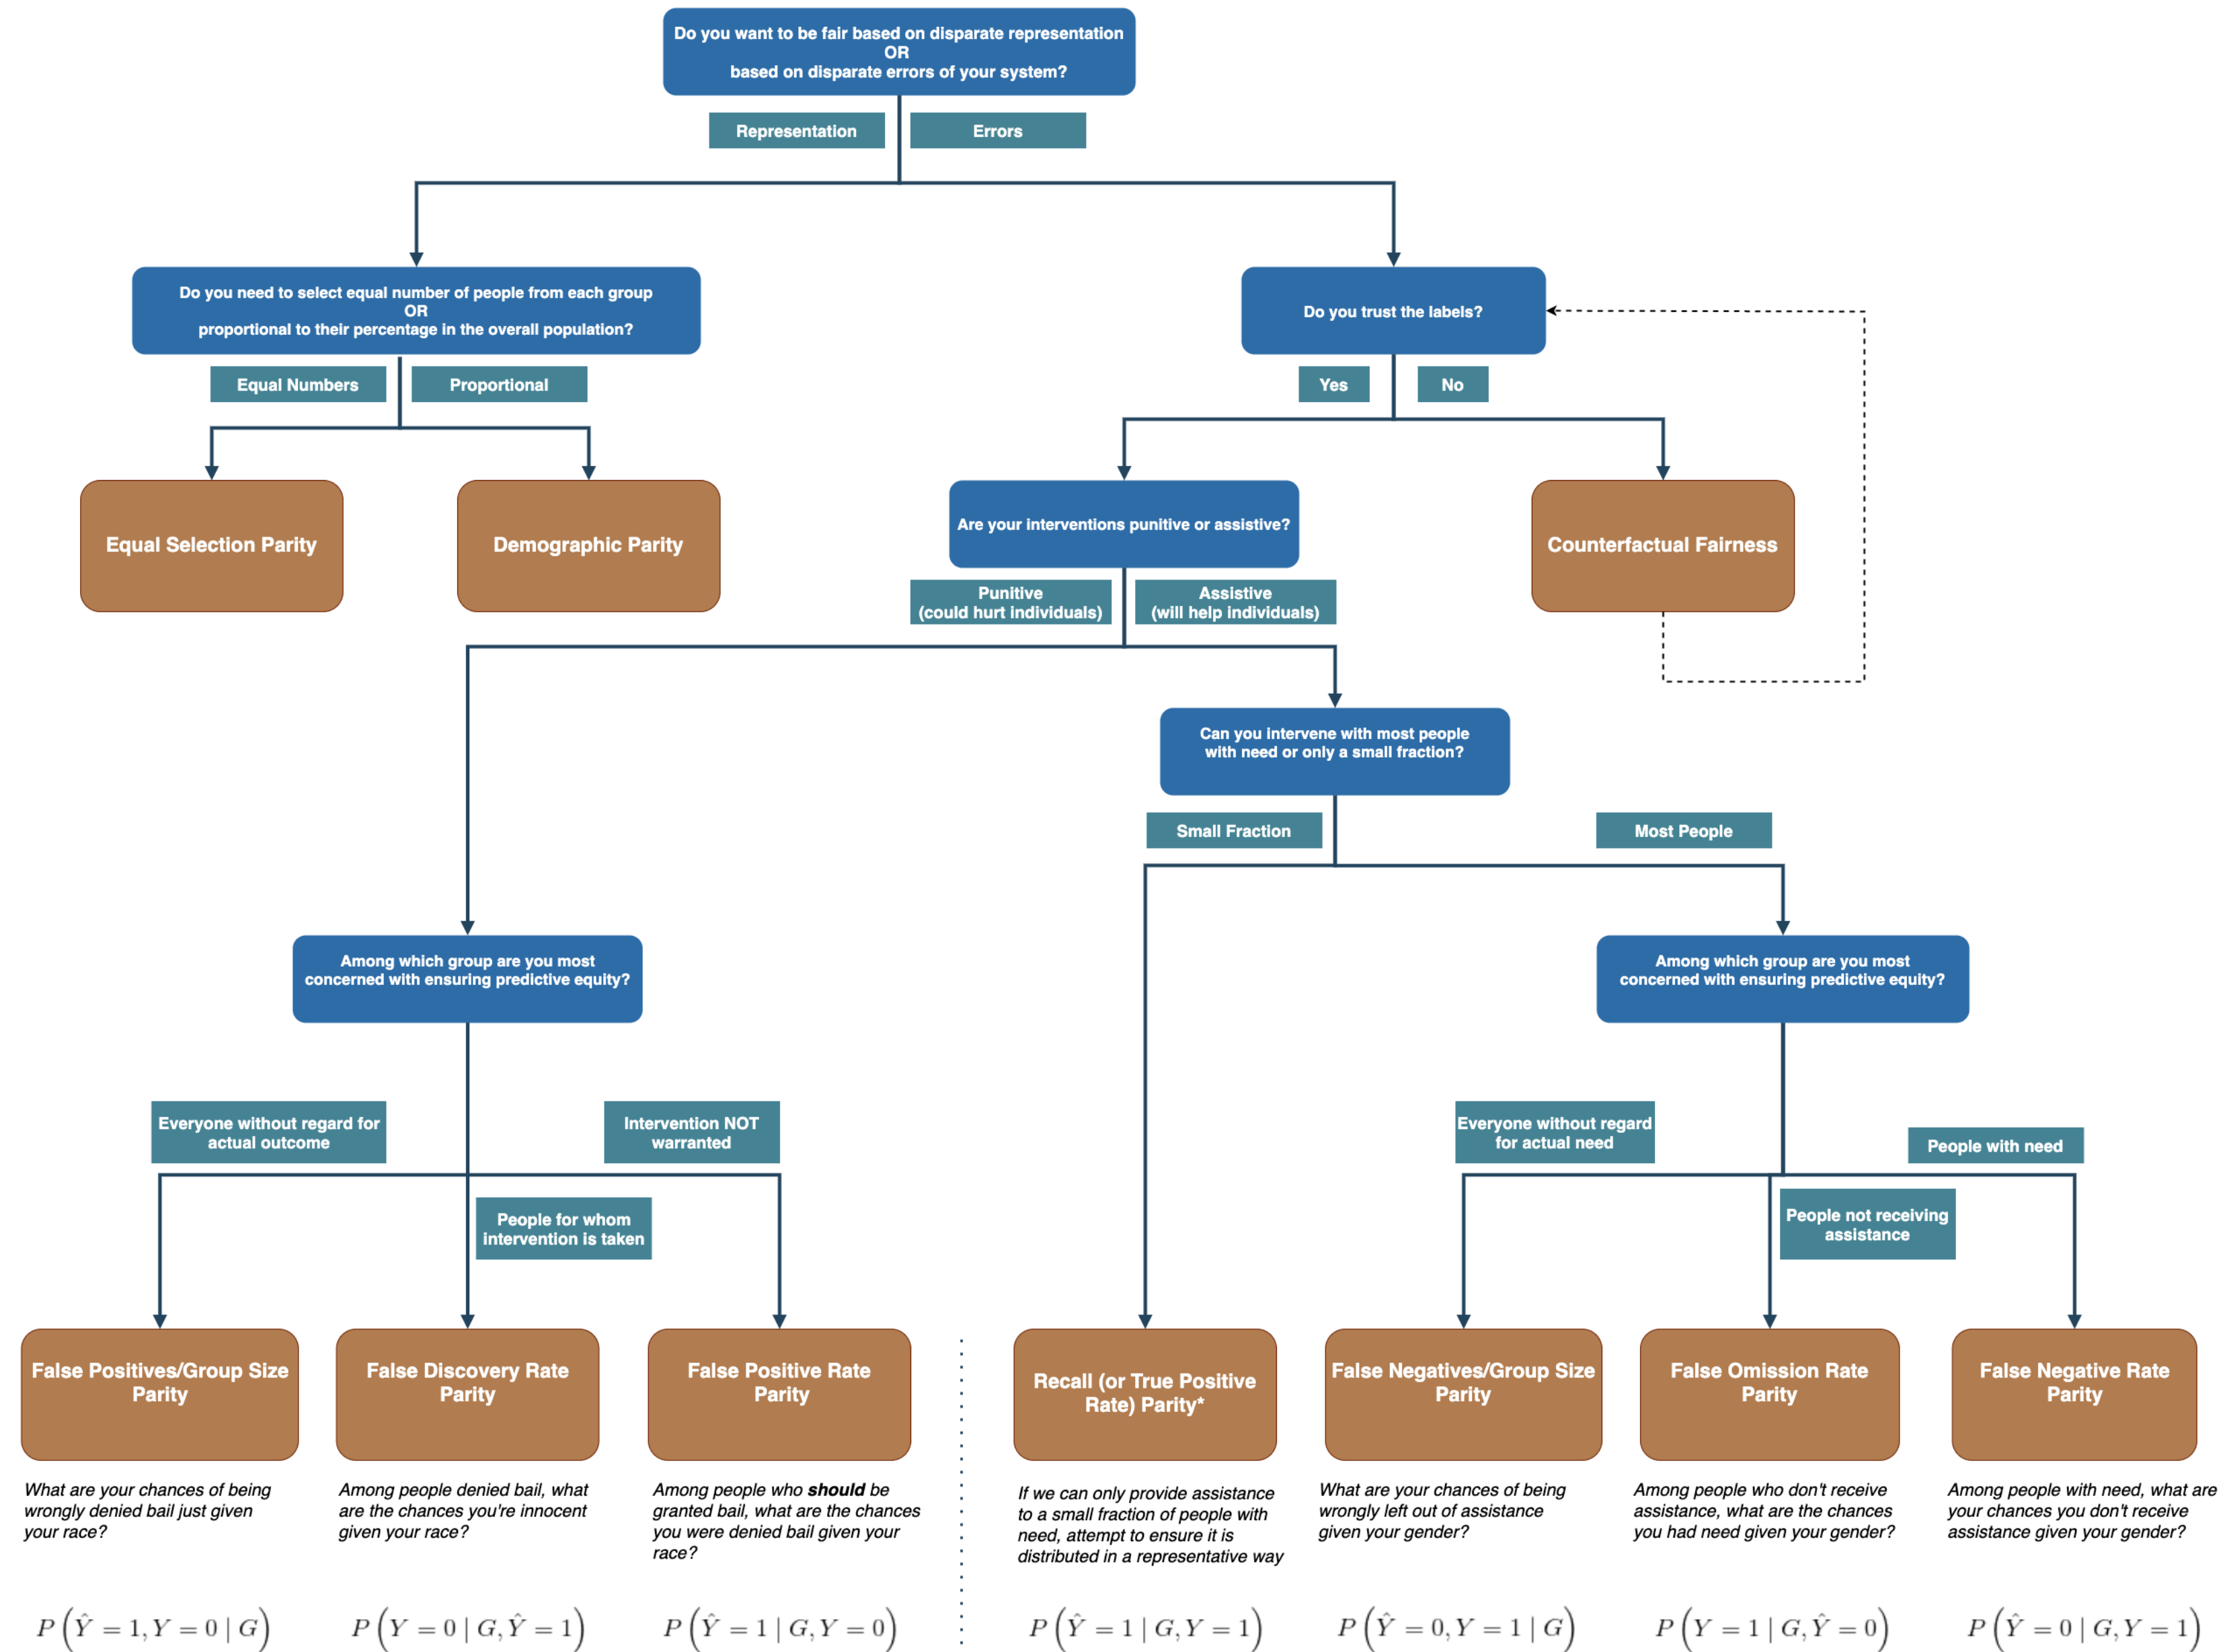 Do you want to be fair based on disparate representation
OR
based on disparate errors of your system?
Representation
Errors
Do you need to select equal number of people from each group
OR
proportional to their percentage in the overall population?
Do you trust the labels?
Equal Numbers
Proportional
Yes
No
Equal Selection Parity
Demographic Parity
Are your interventions punitive or assistive?
Counterfactual Fairness
Punitive
(could hurt individuals)
Assistive
(will help individuals)
Can you intervene with most people
with need or only a small fraction?
Small Fraction
Most People
Among which group are you most
concerned with ensuring predictive equity?
Among which group are you most
concerned with ensuring predictive equity?
Everyone without regard for
actual outcome
Intervention NOT
warranted
People for whom
intervention is taken
Everyone without regard
for actual need
People with need
People not receiving
assistance
False Positives/Group Size
Parity
False Discovery Rate
Parity
False Positive Rate
Parity
Recall (or True Positive
Rate) Parity*
False Negatives/Group Size
Parity
False Omission Rate
Parity
False Negative Rate
Parity
What are your chances of being
wrongly denied bail just given
your race?
Among people denied bail, what
are the chances you're innocent
given your race?
Among people who should be
granted bail, what are the chances
you were denied bail given your
race?
If we can only provide assistance
to a small fraction of people with
need, attempt to ensure it is
distributed in a representative way
What are your chances of being
wrongly left out of assistance
given your gender?
Among people who don't receive
assistance, what are the chances
you had need given your gender?
Among people with need, what are
your chances you don't receive
assistance given your gender?
P(Ŷ = 1, Y = 0 | G)
P(Y = 0 | G, Ŷ = 1)
P(Ŷ = 1 | G, Y = 0)
P(Ŷ = 1 | G, Y = 1)
P(Ŷ = 0, Y = 1 | G)
P(Y = 1 | G, Ŷ = 0)
P(Ŷ = 0 | G, Y = 1)